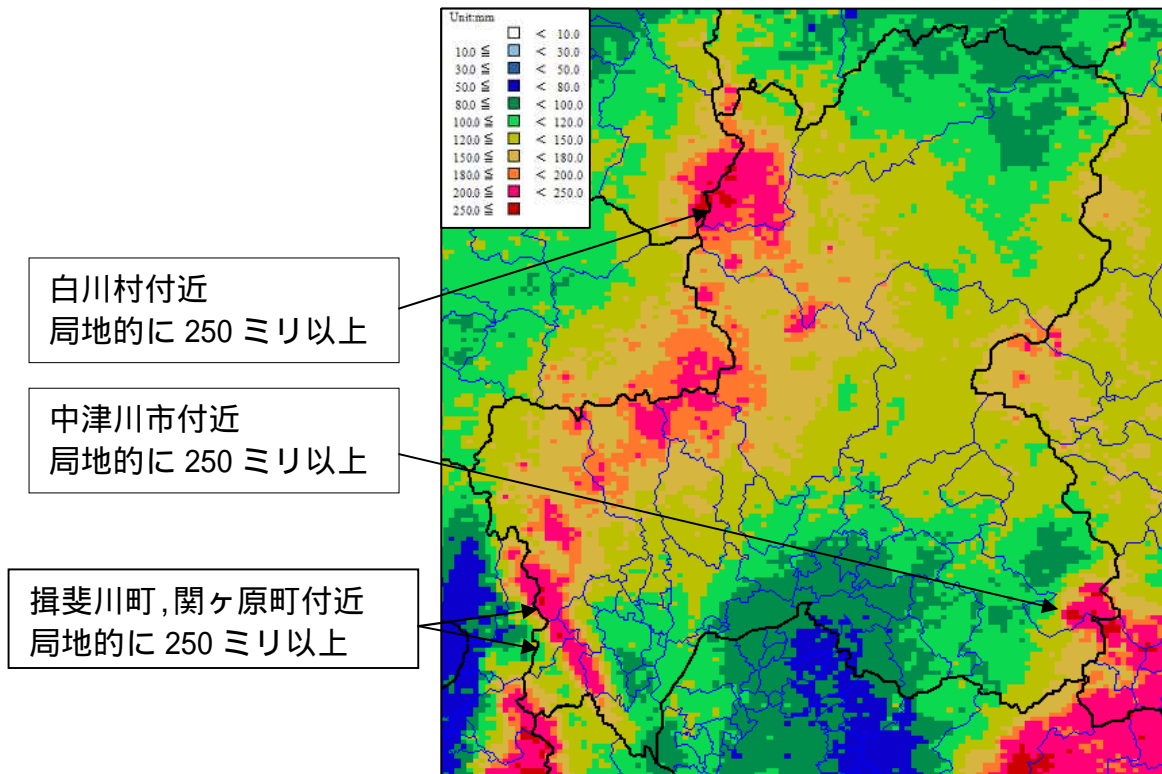 Unit:mm
< 10.0
10.0 ≦ < 30.0
30.0 ≦ < 50.0
50.0 ≦ < 80.0
80.0 ≦ < 100.0
100.0 ≦ < 120.0
120.0 ≦ < 150.0
150.0 ≦ < 180.0
180.0 ≦ < 200.0
200.0 ≦ < 250.0
250.0 ≦
白川村付近
局地的に 250 ミリ以上
中津川市付近
局地的に 250 ミリ以上
揖斐川町,関ヶ原町付近
局地的に 250 ミリ以上